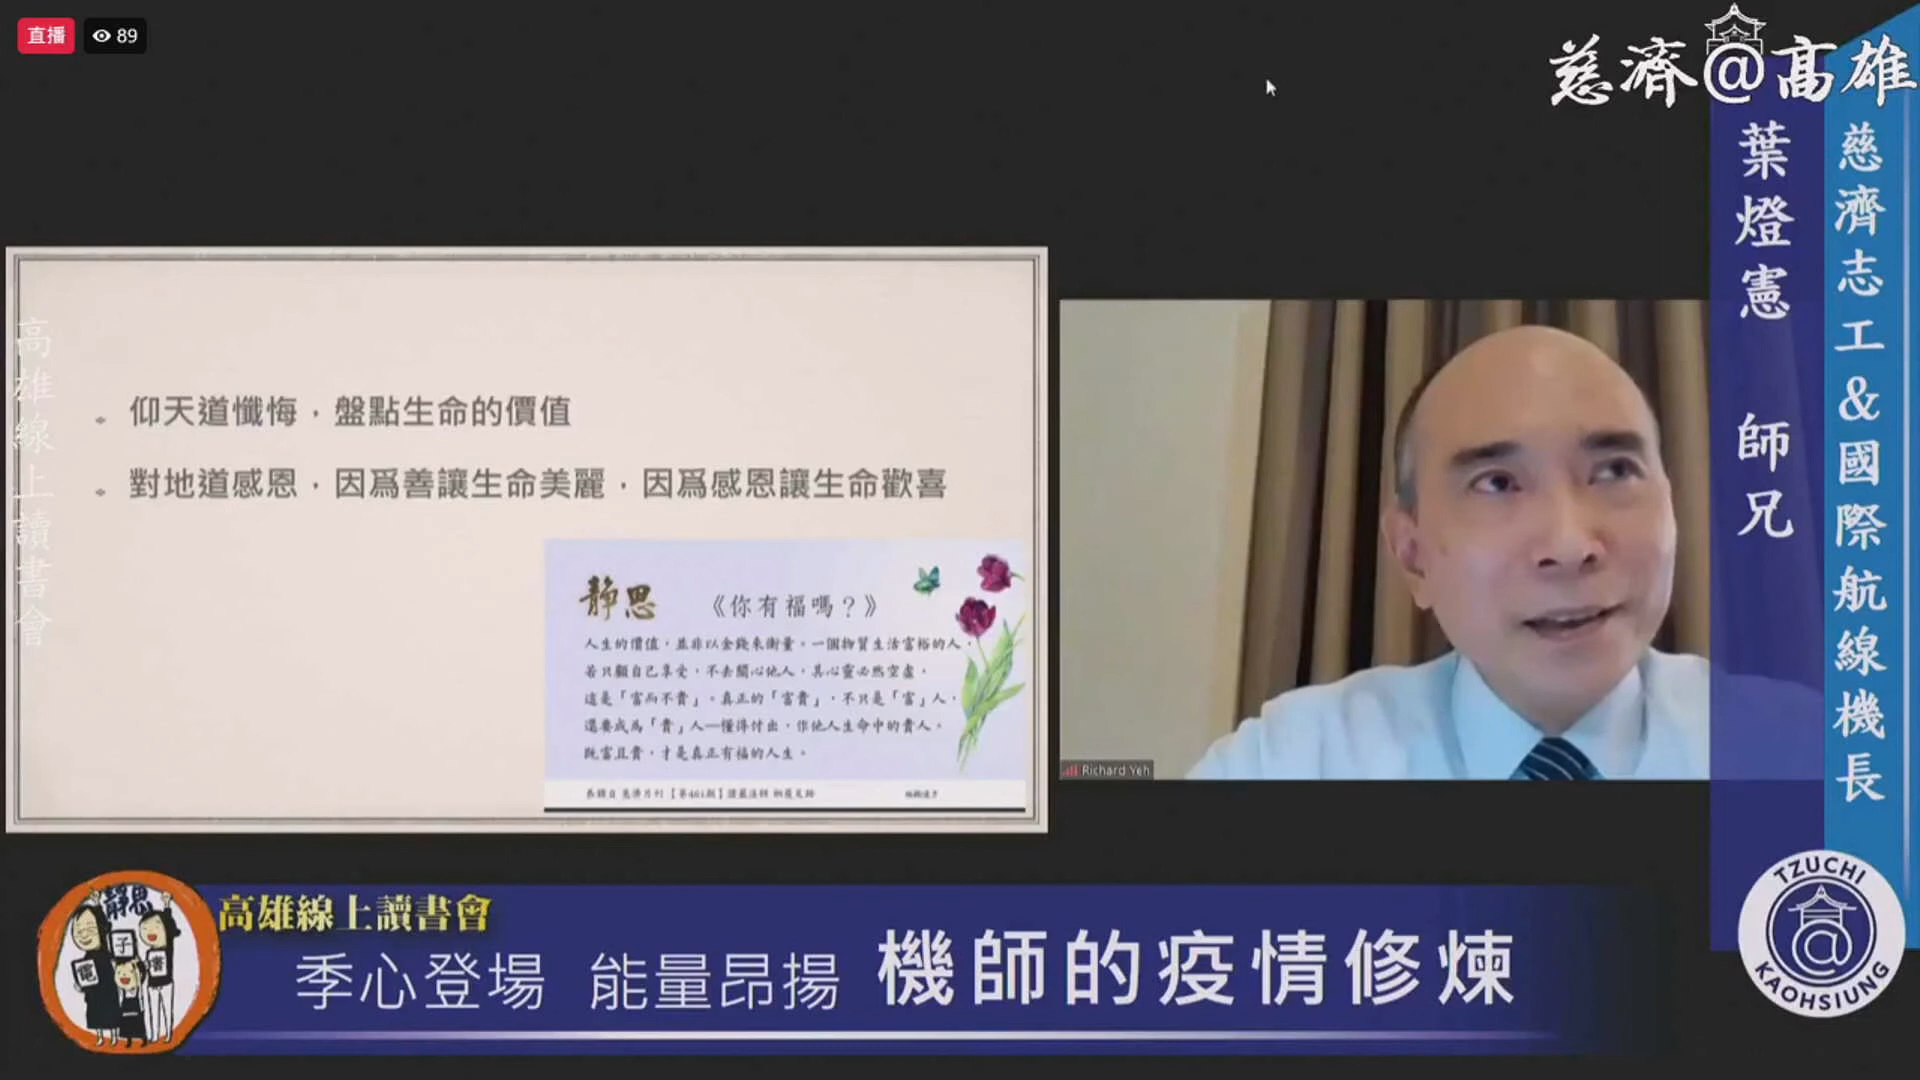 直播
89
慈濟@高雄
慈濟志工&國際航線機長
葉燈憲 師兄
高雄線上讀書會
仰天道懺悔，盤點生命的價值
對地道感恩，因爲善讓生命美麗，因爲感恩讓生命歡喜
靜思
《你有福嗎？》
人生的價值，並非以金錢來衡量。一個物質生活富裕的人，
若只顧自己享受，不去關心他人，其心靈必然空虛，
這是「富而不貴」。真正的「富貴」，不只是「富」人，
還要成為「貴」人—懂得付出，作他人生命中的貴人。
既富且貴，才是真正有福的人生。
Richard Yeh
靜思
高雄線上讀書會
季心登場 能量昂揚
機師的疫情修煉
TZUCHI
KAOHSIUNG